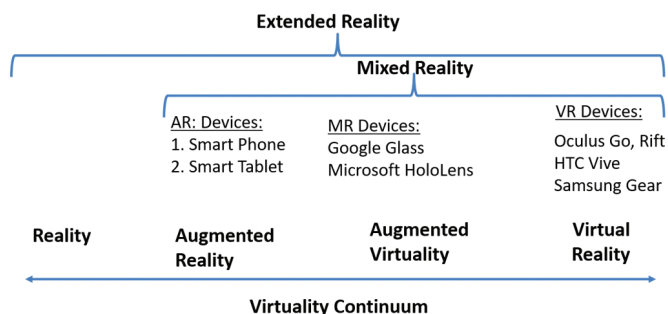 Extended Reality
Mixed Reality
AR: Devices:
1. Smart Phone
2. Smart Tablet
MR Devices:
Google Glass
Microsoft HoloLens
VR Devices:
Oculus Go, Rift
HTC Vive
Samsung Gear
Reality
Augmented
Reality
Augmented
Virtuality
Virtual
Reality
Virtuality Continuum